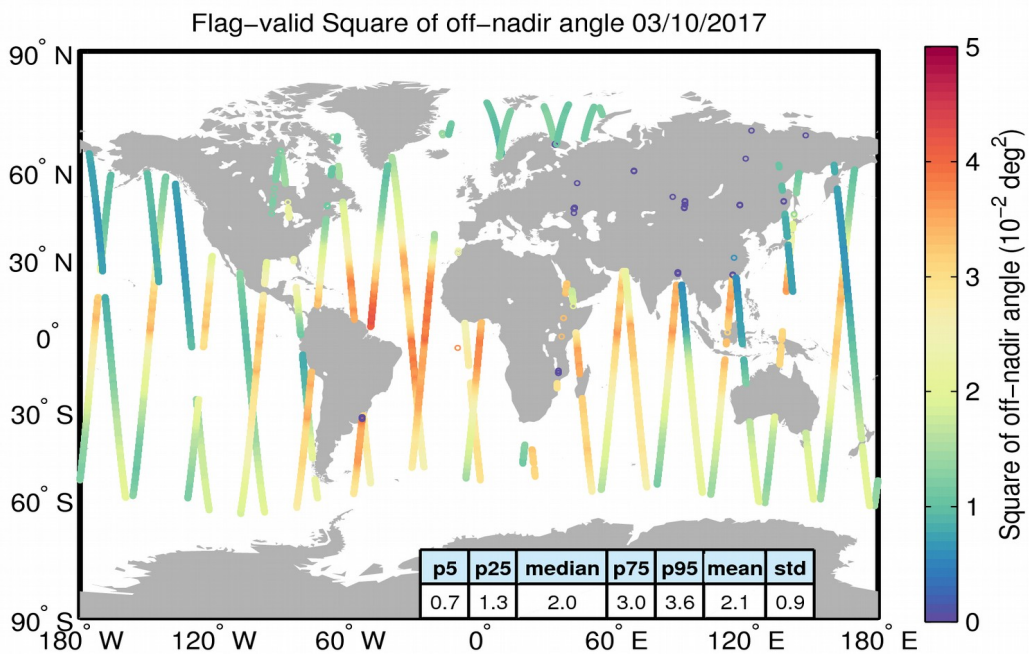 Flag−valid Square of off−nadir angle 03/10/2017
90° N
60° N
30° N
0°
30° S
60° S
90° S
180° W
120° W
60° W
0°
60° E
120° E
180° E
p5 p25 median p75 p95 mean std
0.7 1.3 2.0 3.0 3.6 2.1 0.9
5
4
3
2
1
0
Square of off−nadir angle (10⁻² deg²)